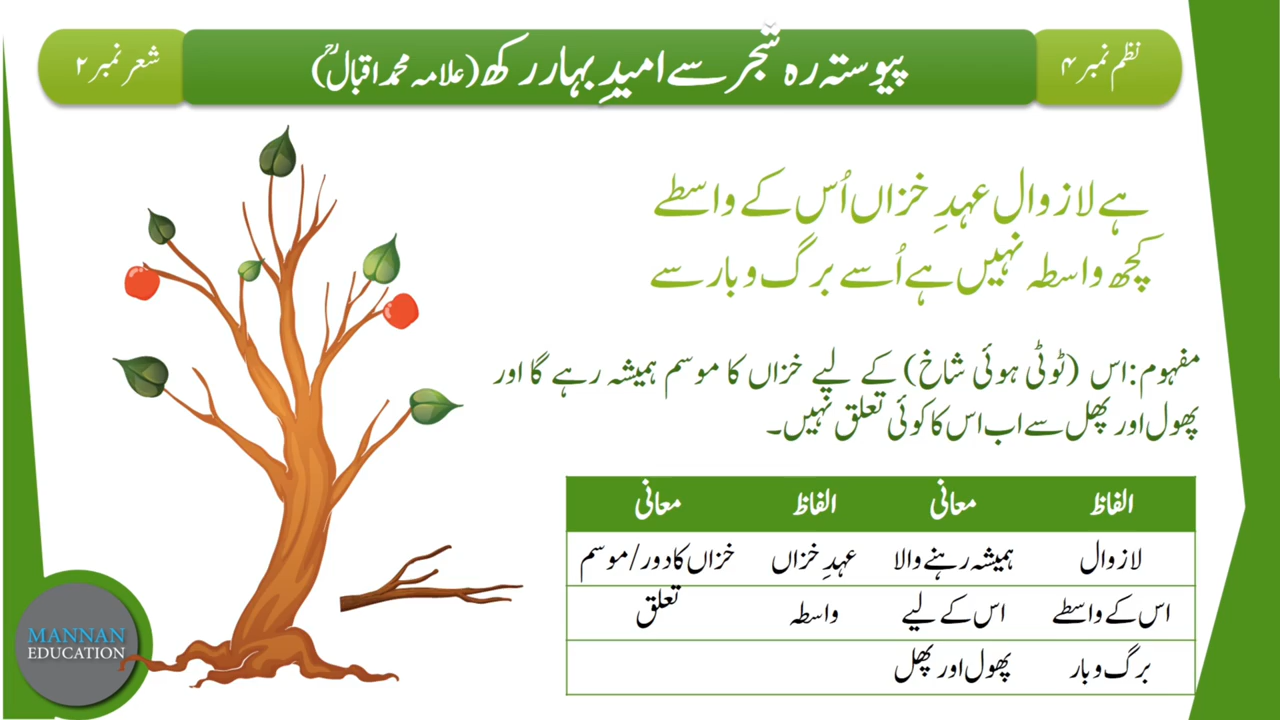 نظم نمبر ۴
پیوستہ رہ شجر سے امیدِ بہار رکھ (علامہ محمد اقبالؒ)
شعر نمبر ۲
ہے لازوال عہدِ خزاں اُس کے واسطے
کچھ واسطہ نہیں ہے اُسے برگ و بار سے
مفہوم: اس (ٹوٹی ہوئی شاخ) کے لیے خزاں کا موسم ہمیشہ رہے گا اور
پھول اور پھل سے اب اس کا کوئی تعلق نہیں۔
الفاظ معانی الفاظ معانی
لازوال ہمیشہ رہنے والا عہدِ خزاں خزاں کا دور/موسم
اس کے واسطے اس کے لیے واسطہ تعلق
برگ و بار پھول اور پھل
MANNAN
EDUCATION